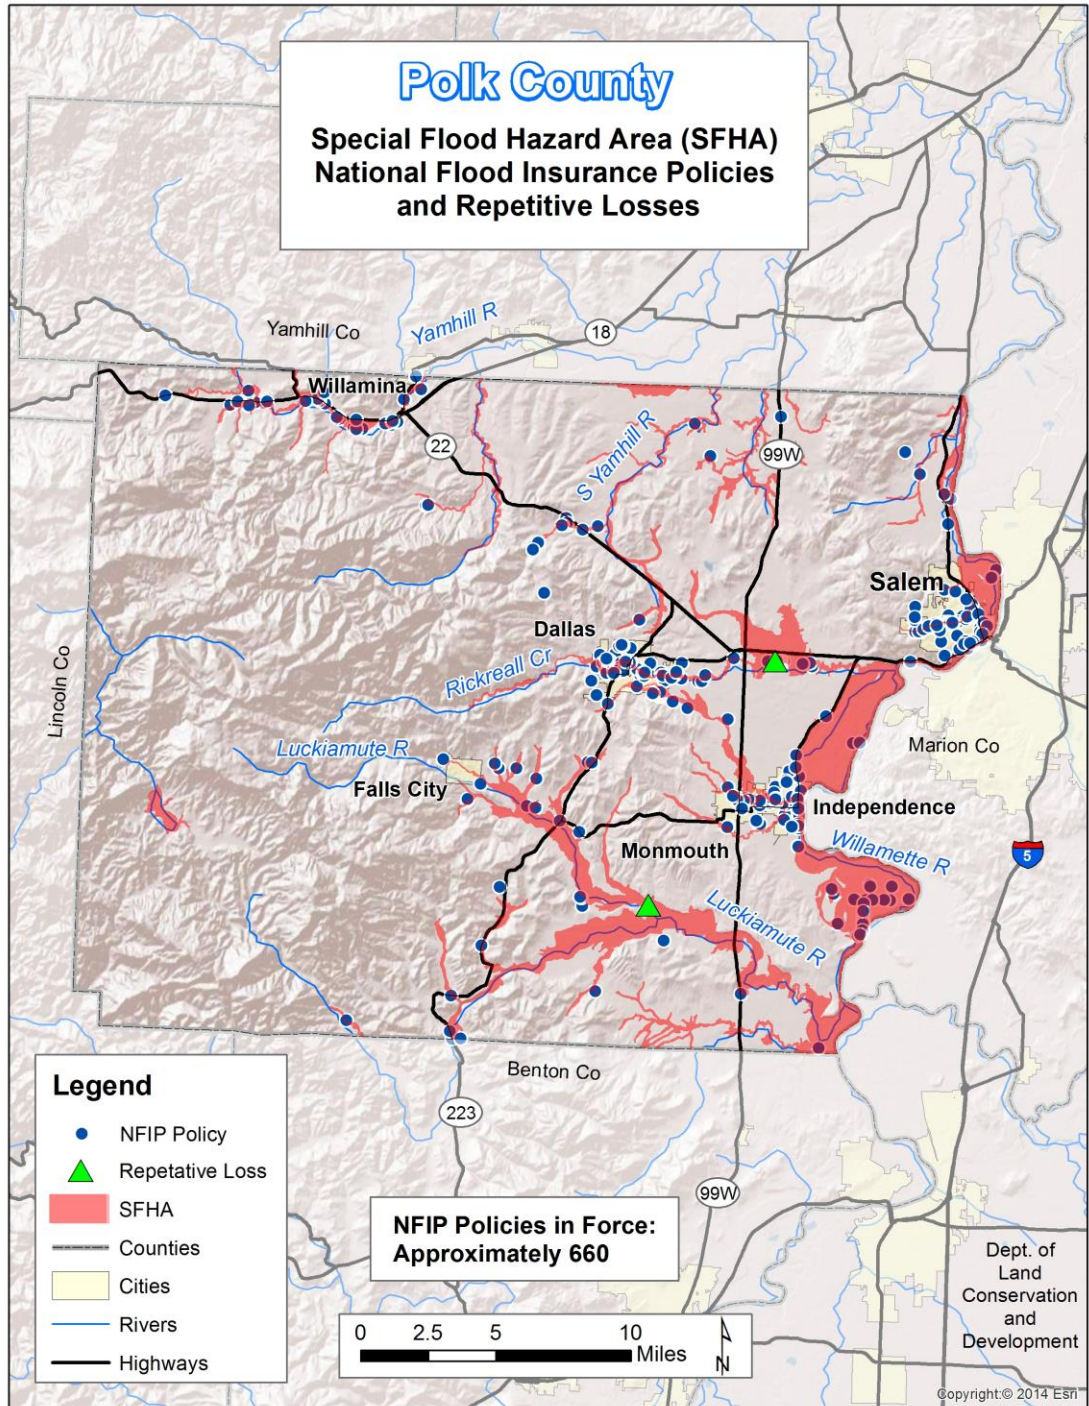 Polk County
Special Flood Hazard Area (SFHA)
National Flood Insurance Policies
and Repetitive Losses
Yamhill Co
Yamhill R
18
Willamina
22
S Yamhill R
99W
Salem
Dallas
Rickreall Cr
Lincoln Co
Luckiamute R
Marion Co
Falls City
Independence
Monmouth
Willamette R
5
Luckiamute R
Benton Co
223
99W
Legend
NFIP Policy
Repetative Loss
SFHA
Counties
Cities
Rivers
Highways
NFIP Policies in Force:
Approximately 660
0 2.5 5 10
Miles
N
Dept. of
Land
Conservation
and
Development
Copyright:© 2014 Esri